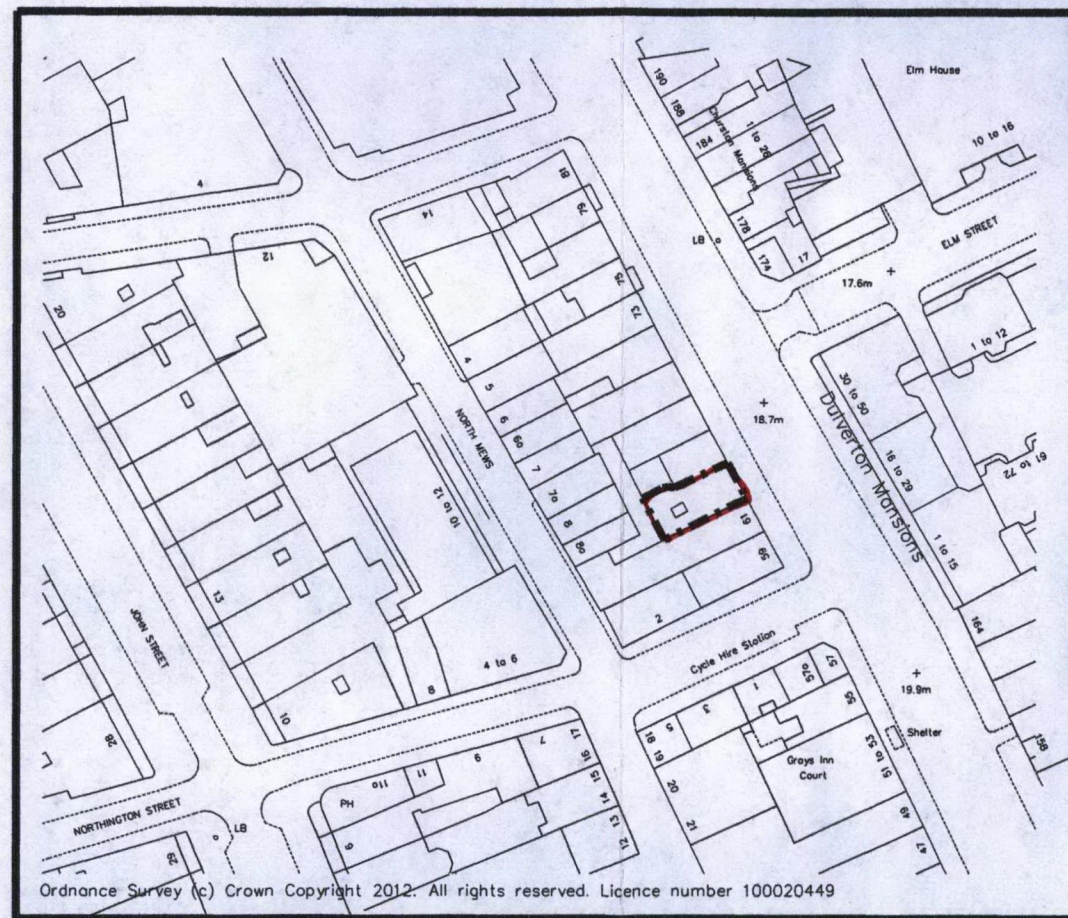 Elm House
190
188
184
Churston Mansions
1 to 26
10 to 16
178
174
17
LB
ELM STREET
17.6m
4
14
81
79
75
73
12
20
4
5
6
6a
7
7a
8
8a
NORTH MEWS
18.7m
1 to 12
30 to 50
16 to 29
61 to 72
Dulverton Mansions
1 to 15
10 to 12
61
59
2
13
JOHN STREET
164
Cycle Hire Station
4 to 6
8
10
28
57
57a
55
1
3
5
19.9m
Shelter
51 to 53
Grays Inn
Court
158
18
19
20
21
49
47
17
16
15
14
13
12
7
9
11
11a
PH
6
NORTHINGTON STREET
LB
29
Ordnance Survey (c) Crown Copyright 2012. All rights reserved. Licence number 100020449